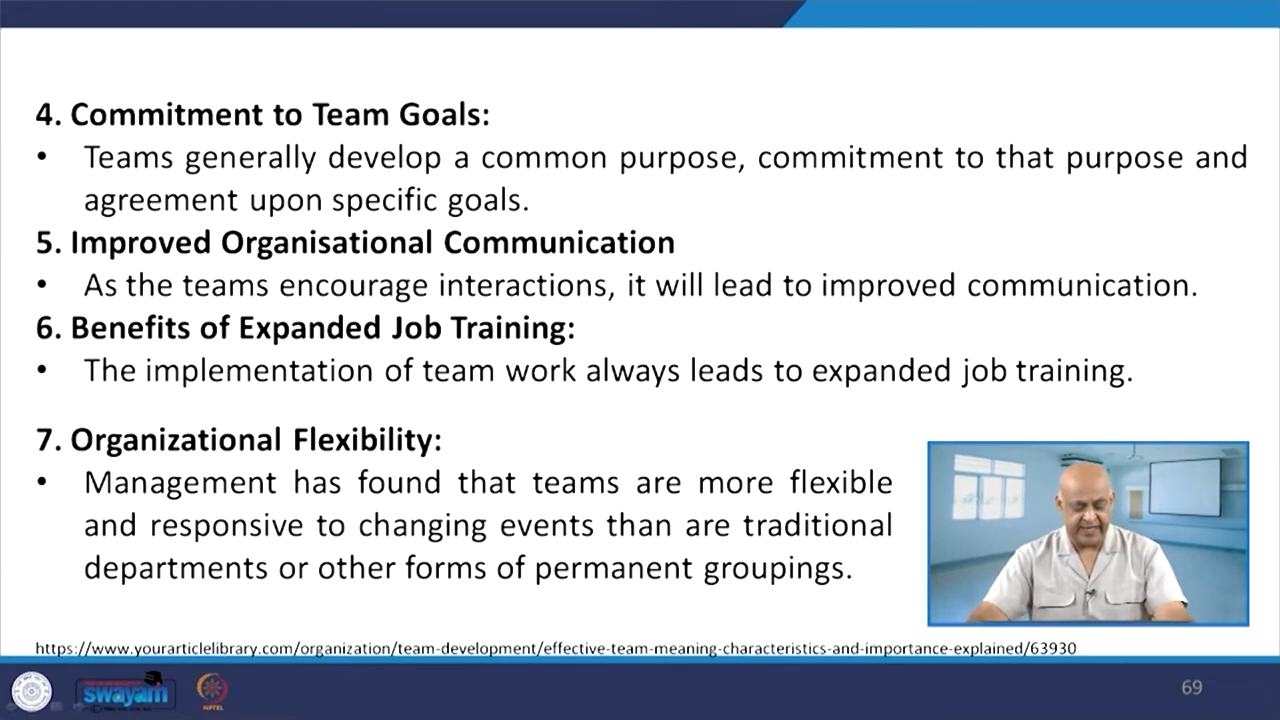 4. Commitment to Team Goals:
• Teams generally develop a common purpose, commitment to that purpose and
agreement upon specific goals.
5. Improved Organisational Communication
• As the teams encourage interactions, it will lead to improved communication.
6. Benefits of Expanded Job Training:
• The implementation of team work always leads to expanded job training.
7. Organizational Flexibility:
• Management has found that teams are more flexible
and responsive to changing events than are traditional
departments or other forms of permanent groupings.
https://www.yourarticlelibrary.com/organization/team-development/effective-team-meaning-characteristics-and-importance-explained/63930
swayam
NPTEL
69